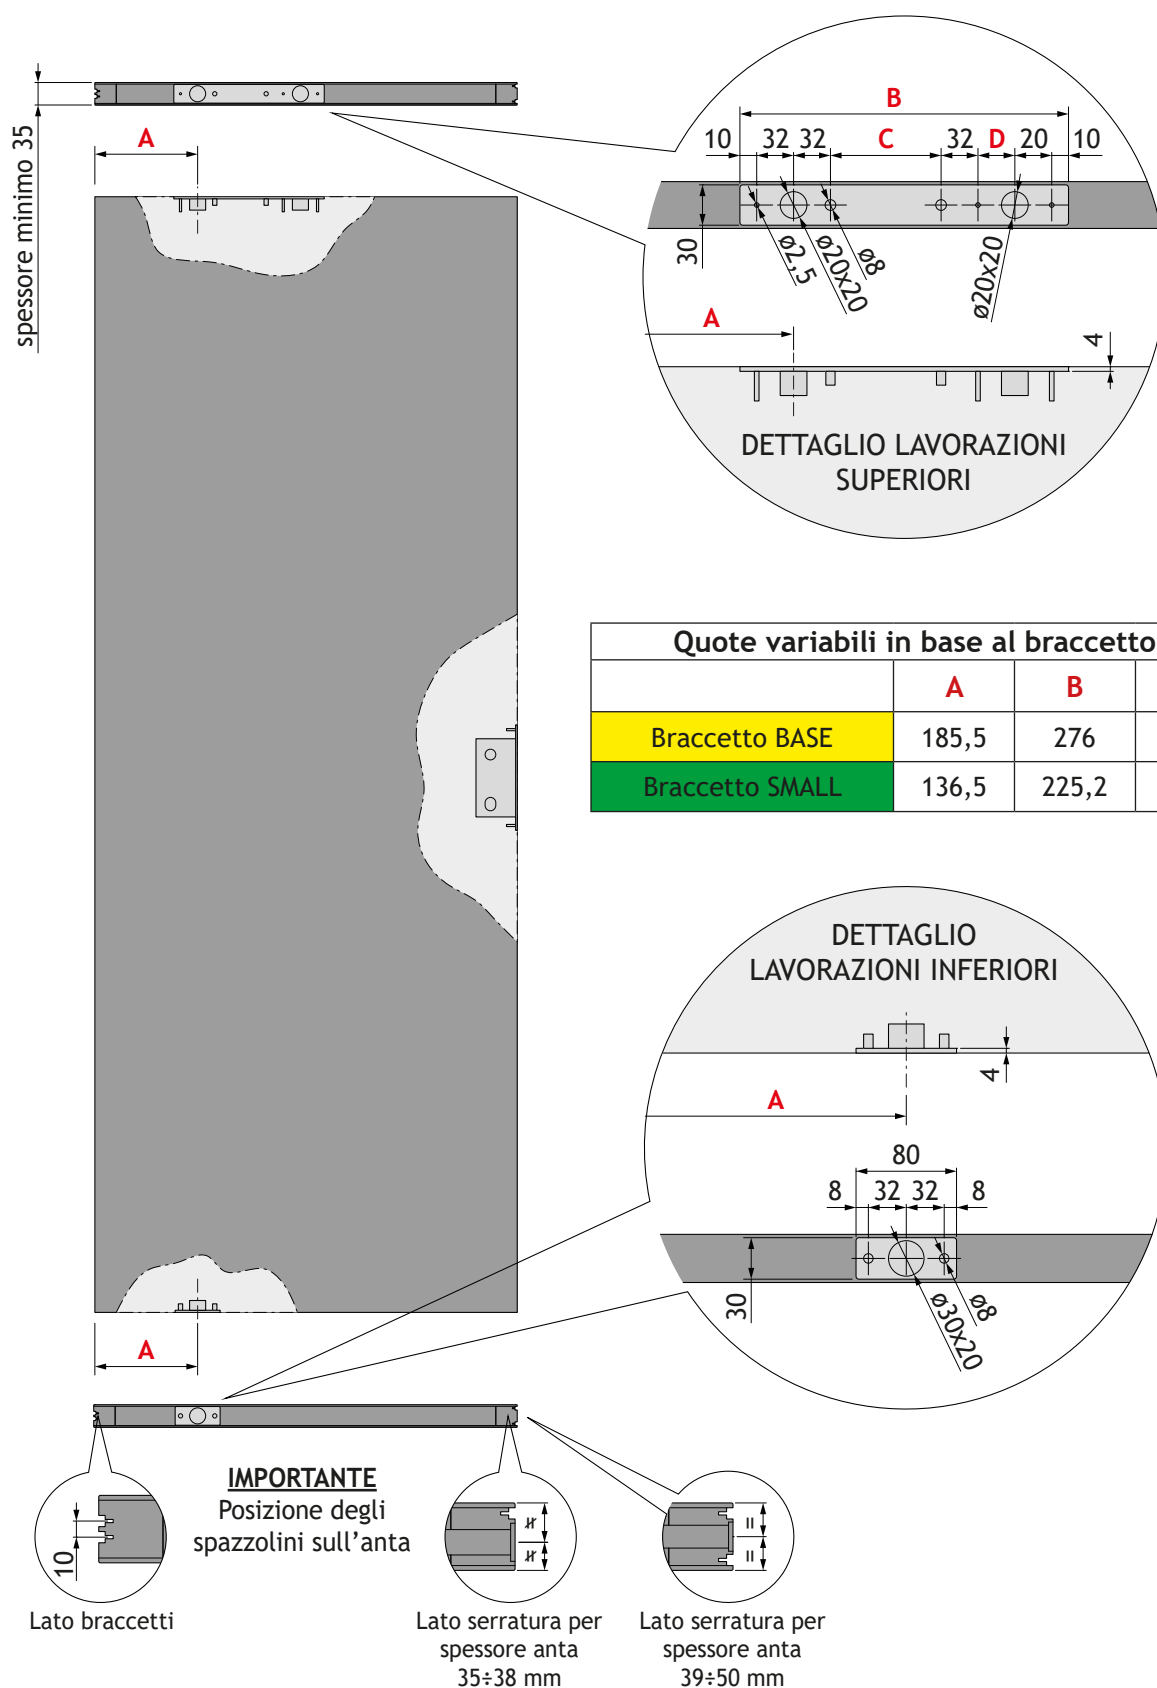 spessore minimo 35
A
B
10 32 32 C 32 D 20 10
30
ø2,5
ø20x20
ø8
ø20x20
A
4
DETTAGLIO LAVORAZIONI
SUPERIORI
Quote variabili in base al braccetto
A B
Braccetto BASE 185,5 276
Braccetto SMALL 136,5 225,2
DETTAGLIO
LAVORAZIONI INFERIORI
4
A
80
8 32 32 8
30
ø8
ø30x20
A
IMPORTANTE
Posizione degli
spazzolini sull'anta
10
Lato braccetti
Lato serratura per
spessore anta
35÷38 mm
Lato serratura per
spessore anta
39÷50 mm